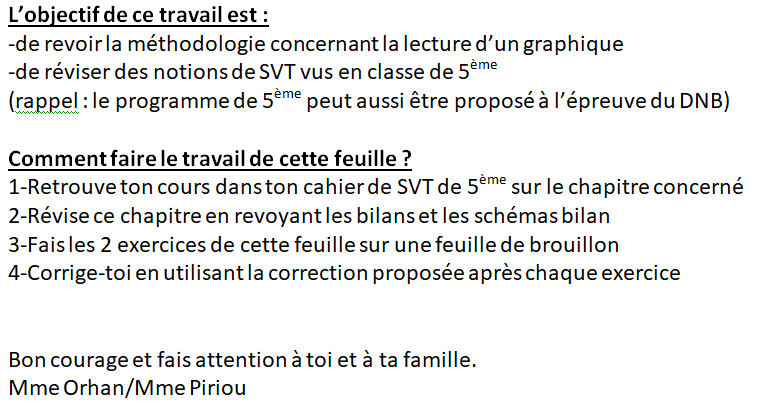 L’objectif de ce travail est :
-de revoir la méthodologie concernant la lecture d’un graphique
-de réviser des notions de SVT vus en classe de 5ème
(rappel : le programme de 5ème peut aussi être proposé à l’épreuve du DNB)
Comment faire le travail de cette feuille ?
1-Retrouve ton cours dans ton cahier de SVT de 5ème sur le chapitre concerné
2-Révise ce chapitre en revoyant les bilans et les schémas bilan
3-Fais les 2 exercices de cette feuille sur une feuille de brouillon
4-Corrige-toi en utilisant la correction proposée après chaque exercice
Bon courage et fais attention à toi et à ta famille.
Mme Orhan/Mme Piriou